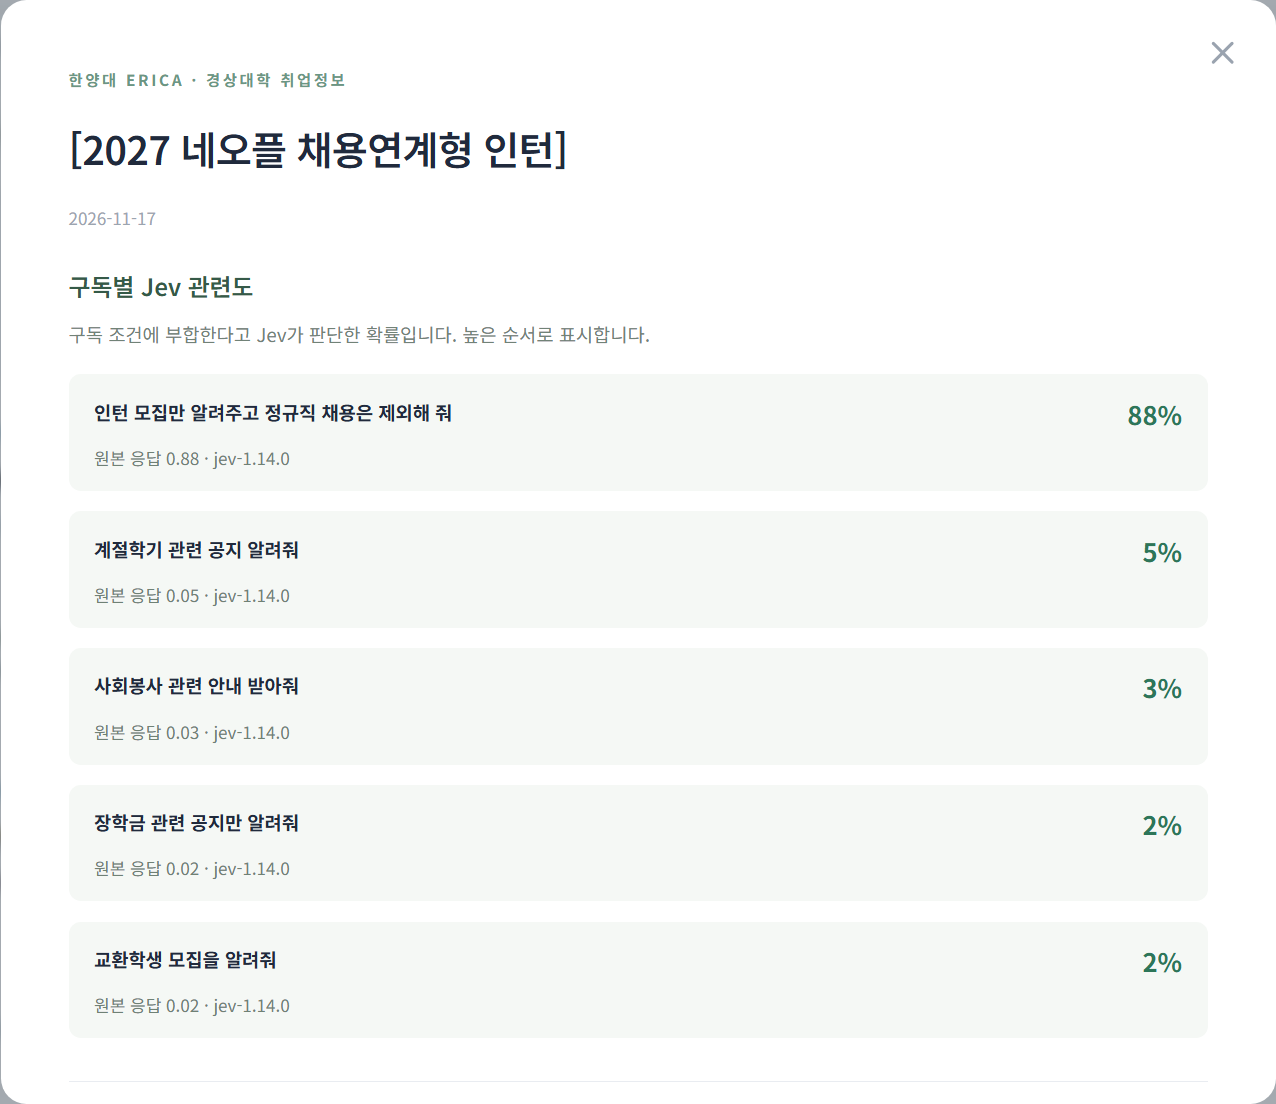 한양대 ERICA · 경상대학 취업정보
[2027 네오플 채용연계형 인턴]
2026-11-17
구독별 Jev 관련도
구독 조건에 부합한다고 Jev가 판단한 확률입니다. 높은 순서로 표시합니다.
인턴 모집만 알려주고 정규직 채용은 제외해 줘
88%
원본 응답 0.88 · jev-1.14.0
계절학기 관련 공지 알려줘
5%
원본 응답 0.05 · jev-1.14.0
사회봉사 관련 안내 받아줘
3%
원본 응답 0.03 · jev-1.14.0
장학금 관련 공지만 알려줘
2%
원본 응답 0.02 · jev-1.14.0
교환학생 모집을 알려줘
2%
원본 응답 0.02 · jev-1.14.0